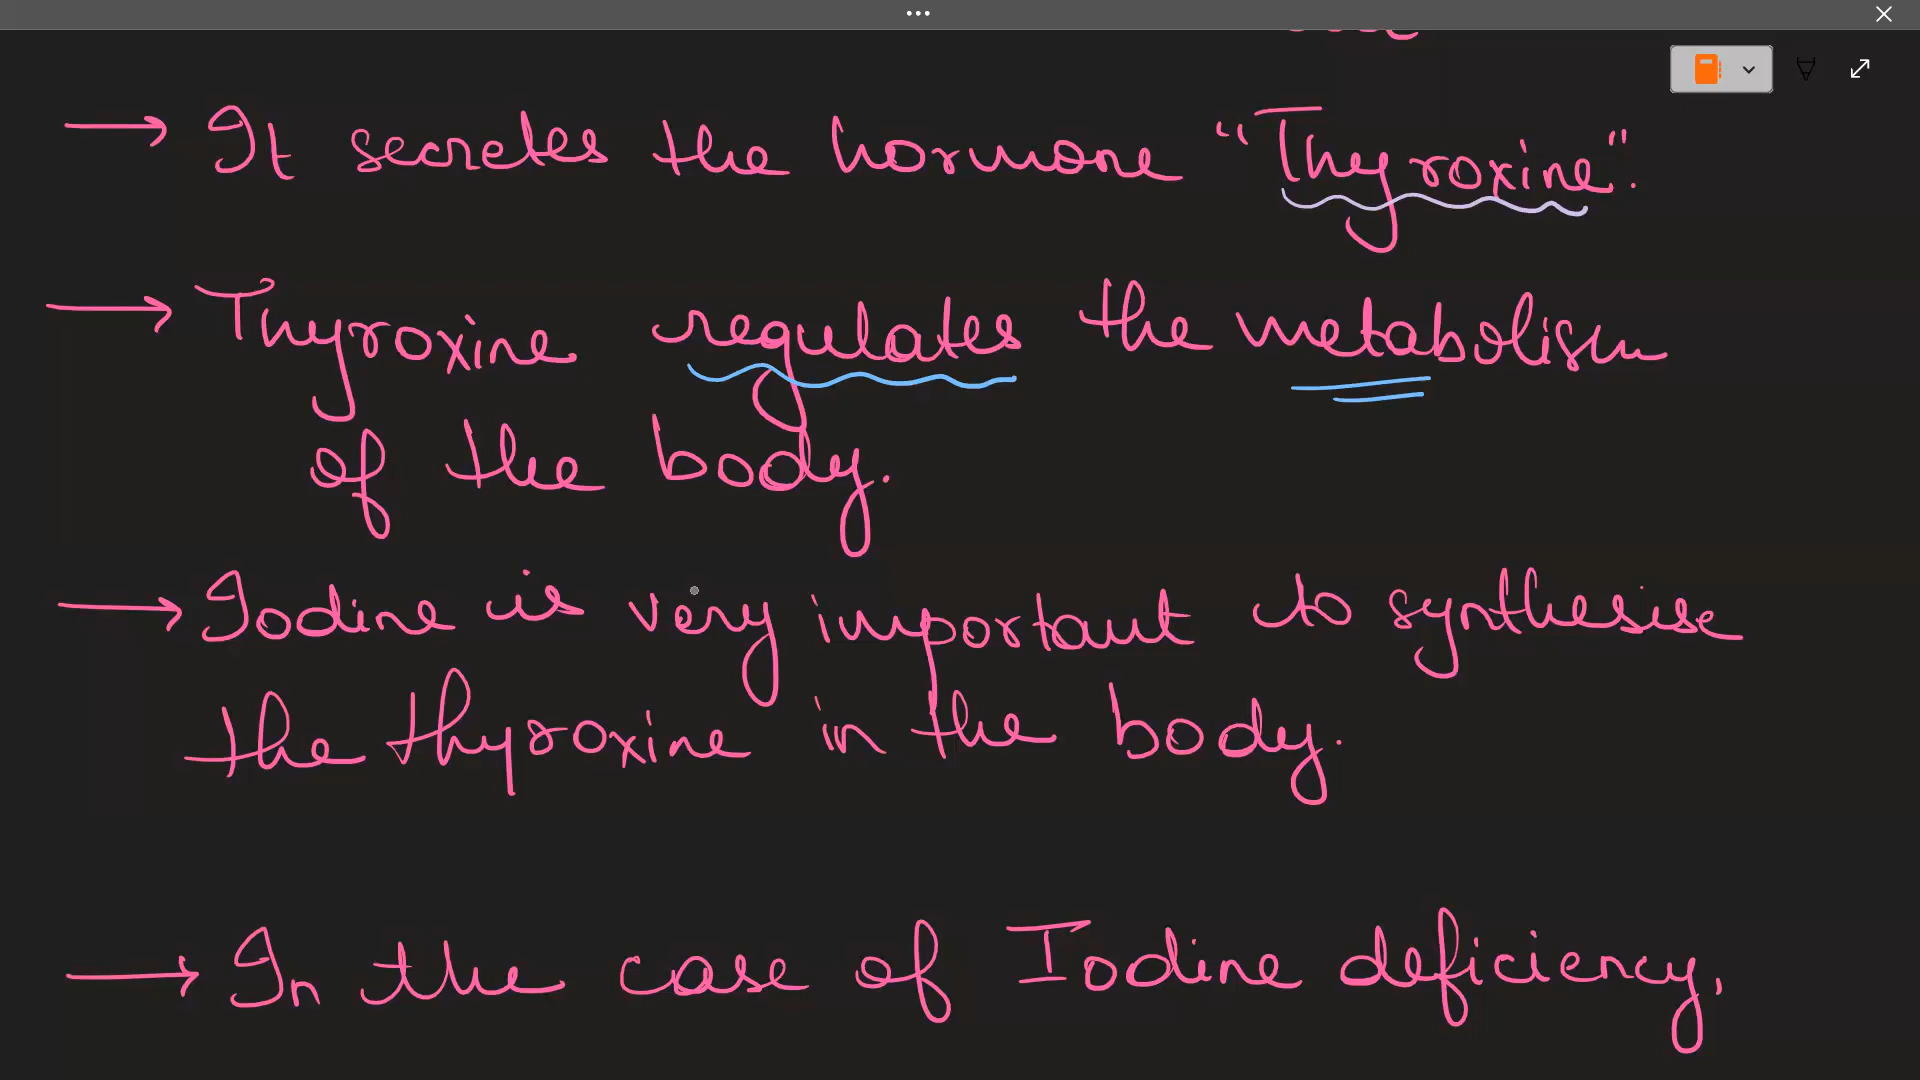 → It secretes the hormone "Thyroxine".
→ Thyroxine regulates the metabolism
of the body.
→ Iodine is very important to synthesise
the thyroxine in the body.
→ In the case of Iodine deficiency,